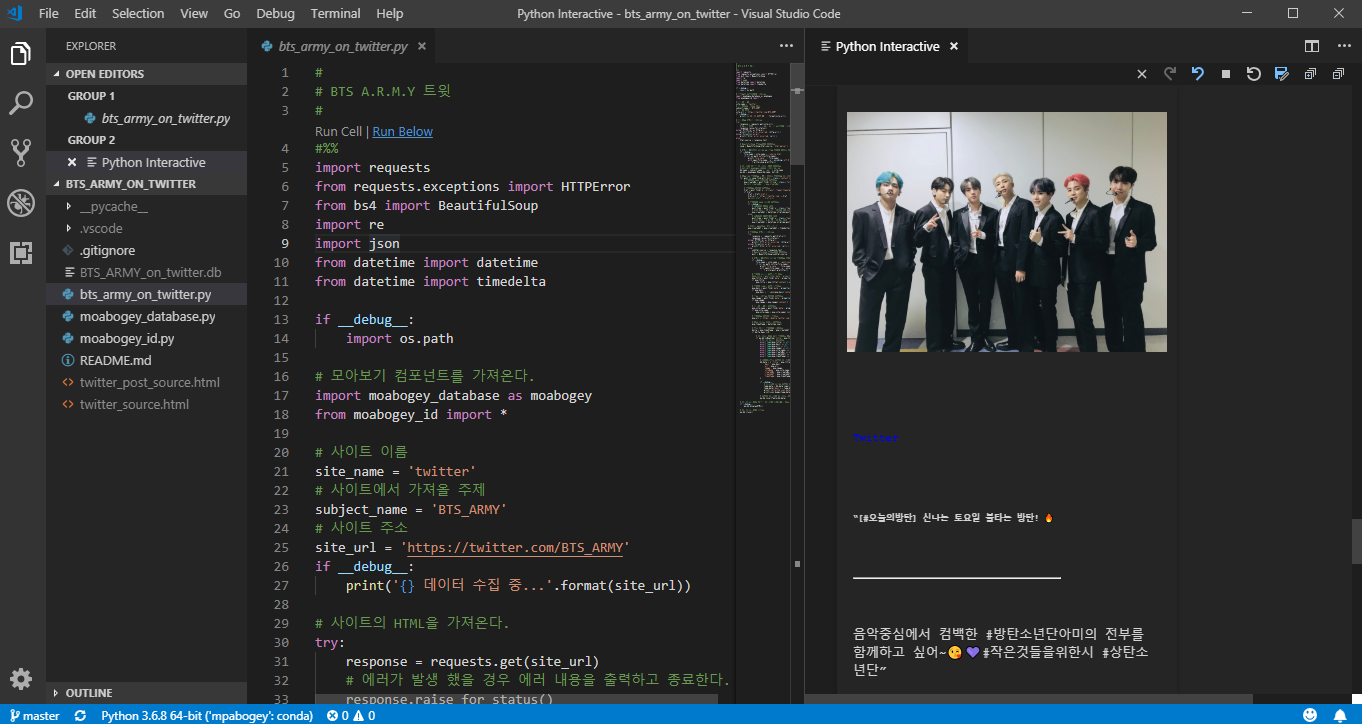 File Edit Selection View Go Debug Terminal Help
Python Interactive - bts_army_on_twitter - Visual Studio Code
EXPLORER
OPEN EDITORS
GROUP 1
bts_army_on_twitter.py
GROUP 2
Python Interactive
BTS_ARMY_ON_TWITTER
__pycache__
.vscode
.gitignore
BTS_ARMY_on_twitter.db
bts_army_on_twitter.py
moabogey_database.py
moabogey_id.py
README.md
twitter_post_source.html
twitter_source.html
OUTLINE
bts_army_on_twitter.py
1 #
2 # BTS A.R.M.Y 트윗
3 #
Run Cell | Run Below
4 #%%
5 import requests
6 from requests.exceptions import HTTPError
7 from bs4 import BeautifulSoup
8 import re
9 import json
10 from datetime import datetime
11 from datetime import timedelta
12
13 if __debug__:
14 import os.path
15
16 # 모아보기 컴포넌트를 가져온다.
17 import moabogey_database as moabogey
18 from moabogey_id import *
19
20 # 사이트 이름
21 site_name = 'twitter'
22 # 사이트에서 가져올 주제
23 subject_name = 'BTS_ARMY'
24 # 사이트 주소
25 site_url = 'https://twitter.com/BTS_ARMY'
26 if __debug__:
27 print('{} 데이터 수집 중...'.format(site_url))
28
29 # 사이트의 HTML을 가져온다.
30 try:
31 response = requests.get(site_url)
32 # 에러가 발생 했을 경우 에러 내용을 출력하고 종료한다.
33 response.raise_for_status()
Python Interactive
Twitter
“[#오늘의방탄] 신나는 토요일 불타는 방탄! 🔥
음악중심에서 컴백한 #방탄소년단아미의 전부를
함께하고 싶어~😘💜#작은것들을위한시 #상탄소
년단”
master Python 3.6.8 64-bit ('mpabogey': conda) 0 0